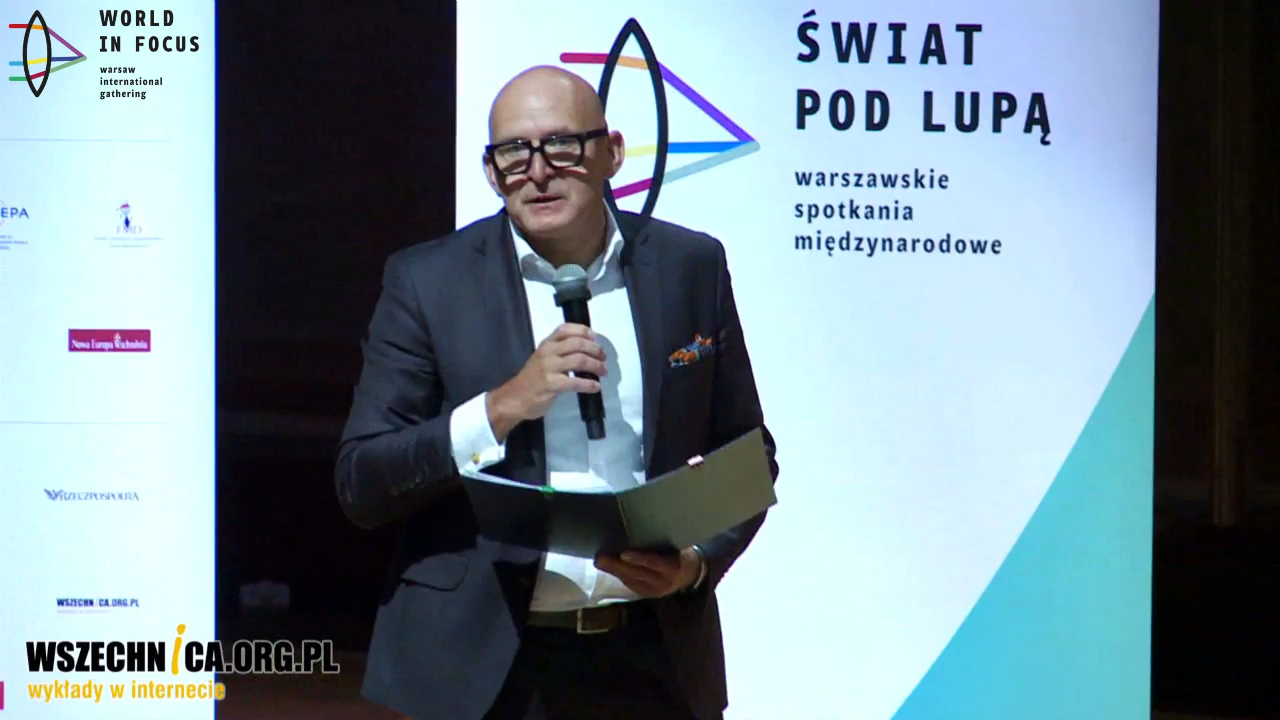 WORLD
IN FOCUS
warsaw
international
gathering
ŚWIAT
POD LUPĄ
warszawskie
spotkania
międzynarodowe
EPA
Nowa Europa Wschodnia
RZECZPOSPOLITA
WSZECHNICA.ORG.PL
WSZECHNICA.ORG.PL
wykłady w internecie